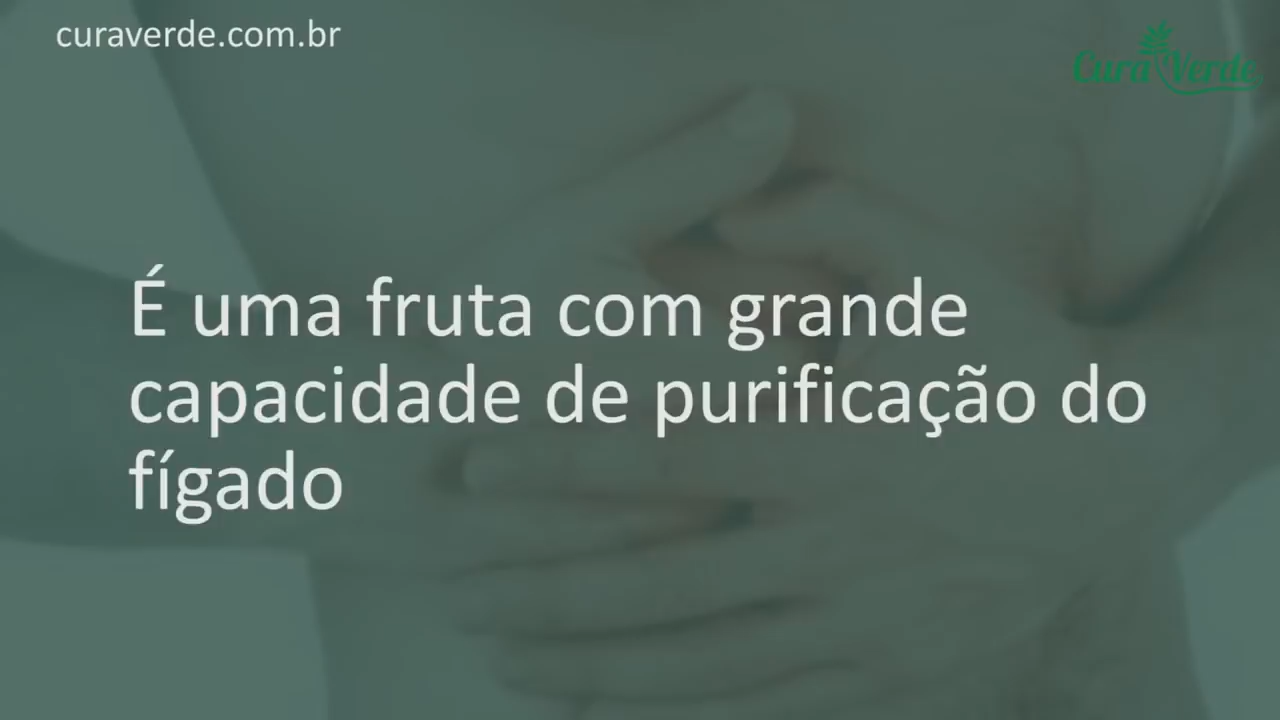 curaverde.com.br
Cura Verde
É uma fruta com grande
capacidade de purificação do
fígado